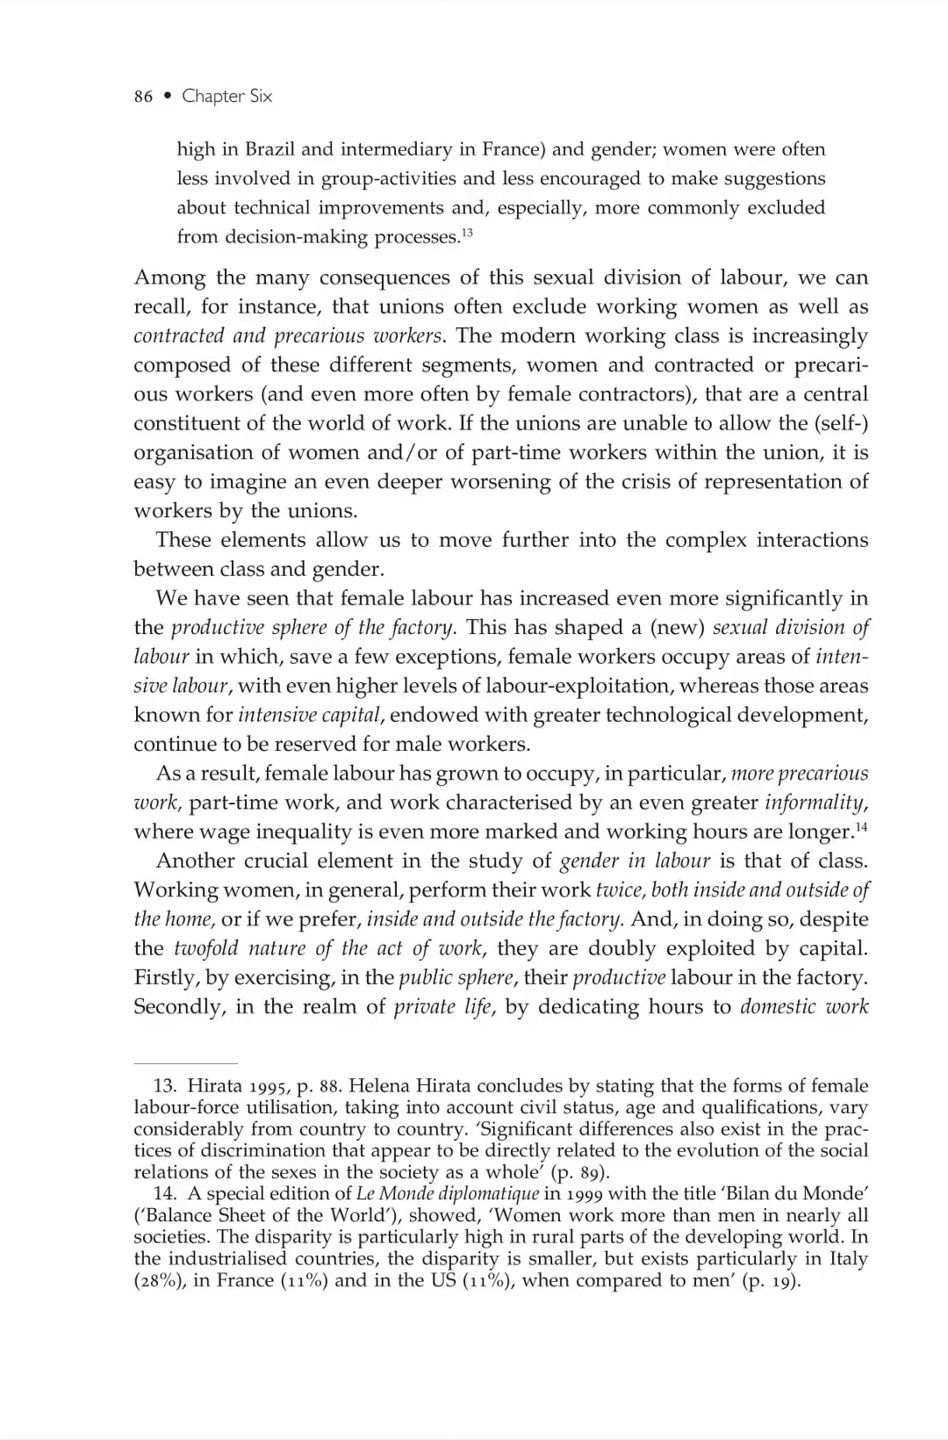 86 • Chapter Six
high in Brazil and intermediary in France) and gender; women were often
less involved in group-activities and less encouraged to make suggestions
about technical improvements and, especially, more commonly excluded
from decision-making processes.¹³
Among the many consequences of this sexual division of labour, we can
recall, for instance, that unions often exclude working women as well as
contracted and precarious workers. The modern working class is increasingly
composed of these different segments, women and contracted or precari-
ous workers (and even more often by female contractors), that are a central
constituent of the world of work. If the unions are unable to allow the (self-)
organisation of women and/or of part-time workers within the union, it is
easy to imagine an even deeper worsening of the crisis of representation of
workers by the unions.
These elements allow us to move further into the complex interactions
between class and gender.
We have seen that female labour has increased even more significantly in
the productive sphere of the factory. This has shaped a (new) sexual division of
labour in which, save a few exceptions, female workers occupy areas of inten-
sive labour, with even higher levels of labour-exploitation, whereas those areas
known for intensive capital, endowed with greater technological development,
continue to be reserved for male workers.
As a result, female labour has grown to occupy, in particular, more precarious
work, part-time work, and work characterised by an even greater informality,
where wage inequality is even more marked and working hours are longer.¹⁴
Another crucial element in the study of gender in labour is that of class.
Working women, in general, perform their work twice, both inside and outside of
the home, or if we prefer, inside and outside the factory. And, in doing so, despite
the twofold nature of the act of work, they are doubly exploited by capital.
Firstly, by exercising, in the public sphere, their productive labour in the factory.
Secondly, in the realm of private life, by dedicating hours to domestic work
13. Hirata 1995, p. 88. Helena Hirata concludes by stating that the forms of female
labour-force utilisation, taking into account civil status, age and qualifications, vary
considerably from country to country. ‘Significant differences also exist in the prac-
tices of discrimination that appear to be directly related to the evolution of the social
relations of the sexes in the society as a whole’ (p. 89).
14. A special edition of Le Monde diplomatique in 1999 with the title ‘Bilan du Monde’
(‘Balance Sheet of the World’), showed, ‘Women work more than men in nearly all
societies. The disparity is particularly high in rural parts of the developing world. In
the industrialised countries, the disparity is smaller, but exists particularly in Italy
(28%), in France (11%) and in the US (11%), when compared to men’ (p. 19).